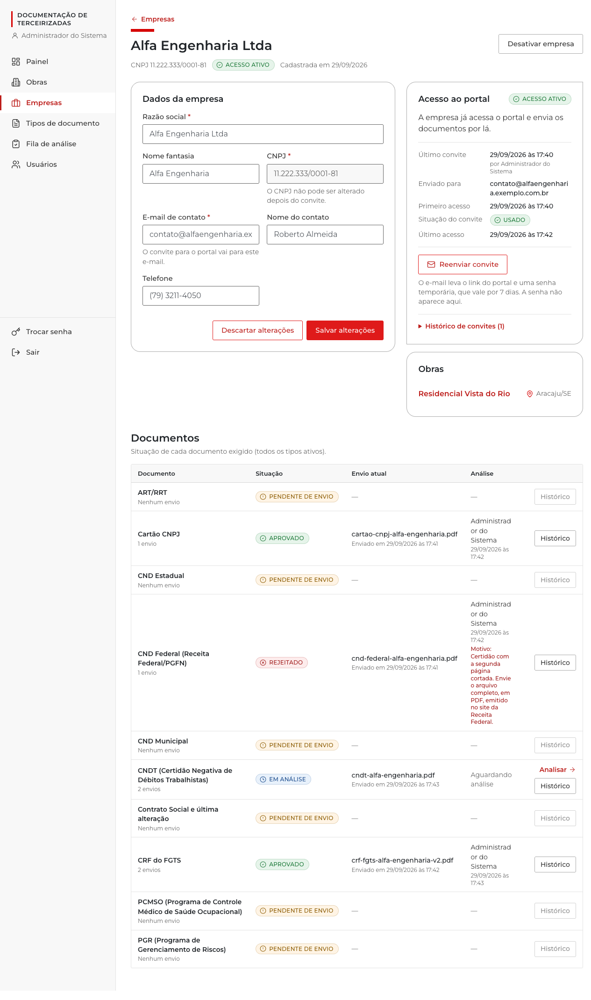 DOCUMENTAÇÃO DE
TERCEIRIZADAS
Administrador do Sistema
Painel
Obras
Empresas
Tipos de documento
Fila de análise
Usuários
Trocar senha
Sair
Empresas
Alfa Engenharia Ltda
Desativar empresa
CNPJ 11.222.333/0001-81 ACESSO ATIVO Cadastrada em 29/09/2026
Dados da empresa
Razão social *
Alfa Engenharia Ltda
Nome fantasia
Alfa Engenharia
CNPJ *
11.222.333/0001-81
O CNPJ não pode ser alterado
depois do convite.
E-mail de contato *
contato@alfaengenharia.ex
O convite para o portal vai para este
e-mail.
Nome do contato
Roberto Almeida
Telefone
(79) 3211-4050
Descartar alterações
Salvar alterações
Acesso ao portal ACESSO ATIVO
A empresa já acessa o portal e envia os
documentos por lá.
Último convite 29/09/2026 às 17:40
por Administrador do
Sistema
Enviado para contato@alfaengenhari
a.exemplo.com.br
Primeiro acesso 29/09/2026 às 17:40
Situação do convite USADO
Último acesso 29/09/2026 às 17:42
Reenviar convite
O e-mail leva o link do portal e uma senha
temporária, que vale por 7 dias. A senha não
aparece aqui.
Histórico de convites (1)
Obras
Residencial Vista do Rio Aracaju/SE
Documentos
Situação de cada documento exigido (todos os tipos ativos).
Documento Situação Envio atual Análise
ART/RRT
Nenhum envio
PENDENTE DE ENVIO
—
—
Histórico
Cartão CNPJ
1 envio
APROVADO
cartao-cnpj-alfa-engenharia.pdf
Enviado em 29/09/2026 às 17:41
Administrad
or do
Sistema
29/09/2026 às
17:42
Histórico
CND Estadual
Nenhum envio
PENDENTE DE ENVIO
—
—
Histórico
CND Federal (Receita
Federal/PGFN)
1 envio
REJEITADO
cnd-federal-alfa-engenharia.pdf
Enviado em 29/09/2026 às 17:41
Administrad
or do
Sistema
29/09/2026 às
17:42
Motivo:
Certidão com
a segunda
página
cortada. Envie
o arquivo
completo, em
PDF, emitido
no site da
Receita
Federal.
Histórico
CND Municipal
Nenhum envio
PENDENTE DE ENVIO
—
—
Histórico
CNDT (Certidão Negativa de
Débitos Trabalhistas)
2 envios
EM ANÁLISE
cndt-alfa-engenharia.pdf
Enviado em 29/09/2026 às 17:43
Aguardando
análise
Analisar
Histórico
Contrato Social e última
alteração
Nenhum envio
PENDENTE DE ENVIO
—
—
Histórico
CRF do FGTS
2 envios
APROVADO
crf-fgts-alfa-engenharia-v2.pdf
Enviado em 29/09/2026 às 17:42
Administrad
or do
Sistema
29/09/2026 às
17:43
Histórico
PCMSO (Programa de Controle
Médico de Saúde Ocupacional)
Nenhum envio
PENDENTE DE ENVIO
—
—
Histórico
PGR (Programa de
Gerenciamento de Riscos)
Nenhum envio
PENDENTE DE ENVIO
—
—
Histórico